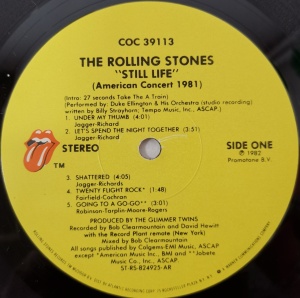 COC 39113
THE ROLLING STONES
"STILL LIFE"
(American Concert 1981)
(Intro: 27 seconds Take The A Train)
(Performed by: Duke Ellington & His Orchestra (studio recording)
written by Billy Strayhorn; Tempo Music, Inc., ASCAP.
1. UNDER MY THUMB (4:01)
Jagger-Richard
2. LET'S SPEND THE NIGHT TOGETHER (3:51)
Jagger-Richard
STEREO
SIDE ONE
TM
℗ 1982
Promotone B.V.
3. SHATTERED (4:05)
Jagger-Richards
4. TWENTY FLIGHT ROCK* (1:48)
Fairfield-Cochran
5. GOING TO A GO-GO** (3:21)
Robinson-Tarplin-Moore-Rogers
PRODUCED BY THE GLIMMER TWINS
Recorded by Bob Clearmountain and David Hewitt
with the Record Plant remote (New York)
Mixed by Bob Clearmountain
All songs published by Colgems-EMI Music, ASCAP
except *American Music Inc., BMI and **Jobete
Music Co., Inc., ASCAP.
ST-RS-824923-AR